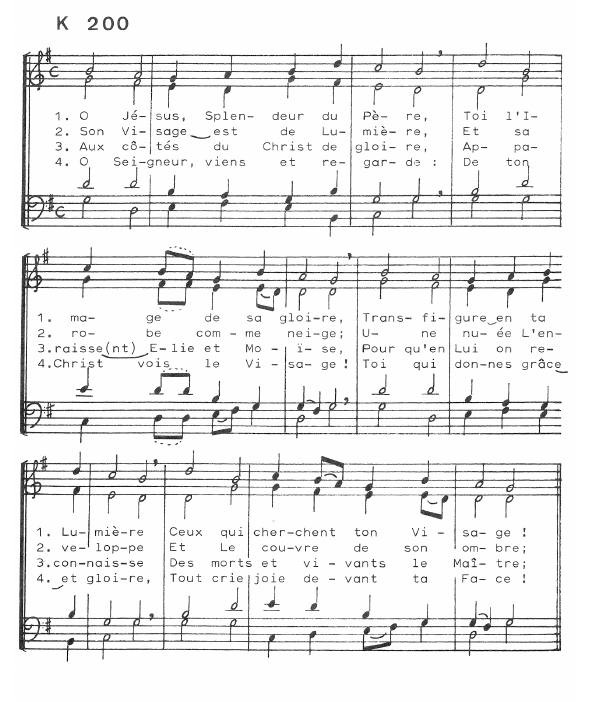 K 200
1. O Jé- sus, Splen- deur du Pè- re, Toi l'I-
2. Son Vi- sage est de Lu- miè- re, Et sa
3. Aux cô- tés du Christ de gloi- re, Ap- pa-
4. O Sei- gneur, viens et re- gar- de : De ton
1. ma- ge de sa gloi- re, Trans- fi- gure en ta
2. ro- be com- me neige; U- ne nu- ée L'en-
3. raisse(nt) E- lie et Mo- ï- se, Pour qu'en Lui on re-
4. Christ vois le Vi- sa- ge ! Toi qui don- nes grâce
1. Lu- miè- re Ceux qui cher- chent ton Vi- sa- ge !
2. ve- lop- pe Et Le cou- vre de son om- bre;
3. con- nais- se Des morts et vi- vants le Maî- tre;
4. et gloi- re, Tout crie joie de- vant ta Fa- ce !